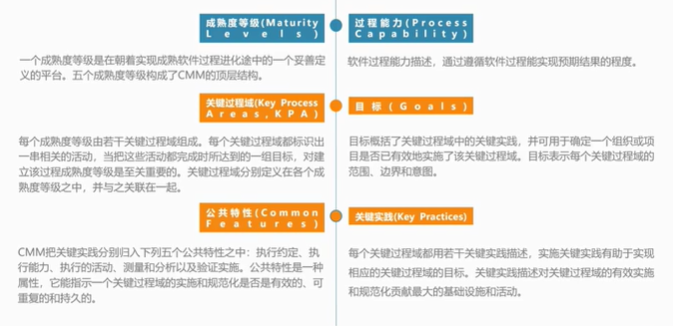 成熟度等级(Maturity
Levels)
一个成熟度等级是在朝着实现成熟软件过程进化途中的一个妥善定
义的平台。五个成熟度等级构成了CMM的顶层结构。
过程能力(Process
Capability)
软件过程能力描述，通过遵循软件过程能实现预期结果的程度。
关键过程域(Key Process
Areas,KPA)
每个成熟度等级由若干关键过程域组成。每个关键过程域都标识出
一串相关的活动，当把这些活动都完成时所达到的一组目标，对建
立该过程成熟度等级是至关重要的。关键过程域分别定义在各个成
熟度等级之中，并与之关联在一起。
目标(Goals)
目标概括了关键过程域中的关键实践，并可用于确定一个组织或项
目是否已有效地实施了该关键过程域。目标表示每个关键过程域的
范围、边界和意图。
公共特性(Common
Features)
CMM把关键实践分别归入下列五个公共特性之中：执行约定、执
行能力、执行的活动、测量和分析以及验证实施。公共特性是一种
属性，它能指示一个关键过程域的实施和规范化是否是有效的、可
重复的和持久的。
关键实践(Key Practices)
每个关键过程域都用若干关键实践描述，实施关键实践有助于实现
相应的关键过程域的目标。关键实践描述对关键过程域的有效实施
和规范化贡献最大的基础设施和活动。